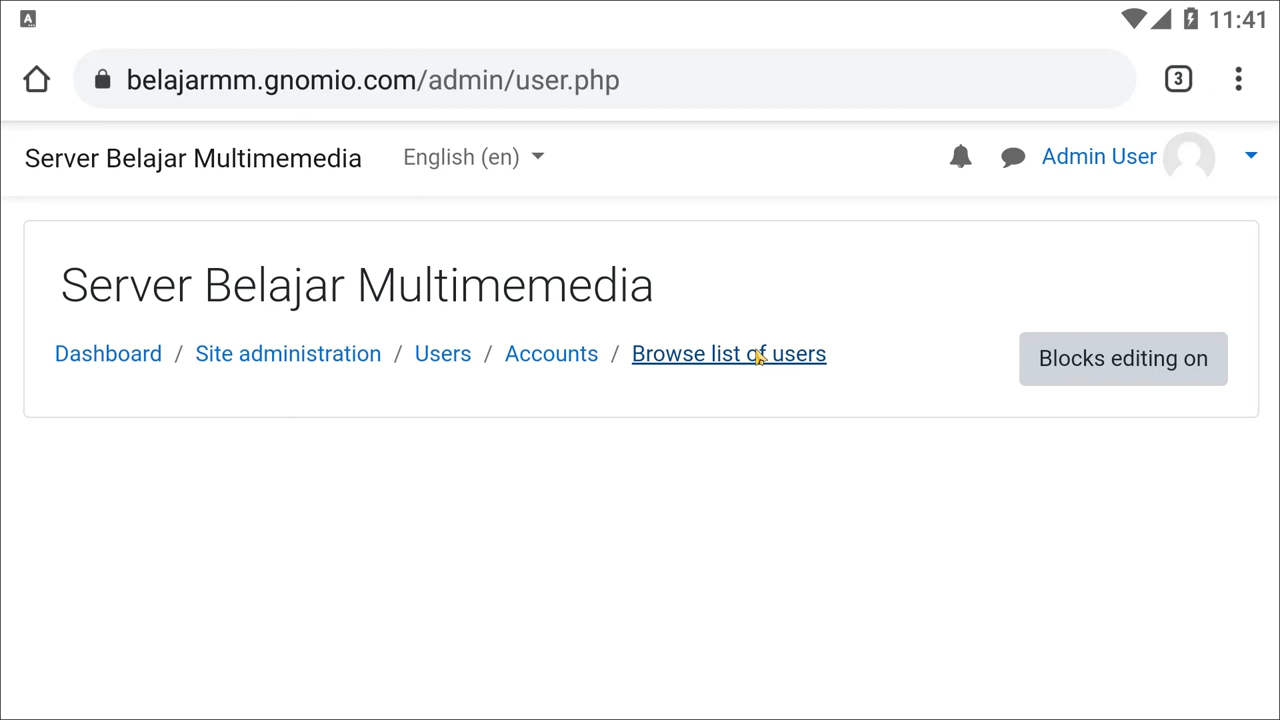 11:41
belajarmm.gnomio.com/admin/user.php
3
Server Belajar Multimemedia English (en) Admin User
Server Belajar Multimemedia
Dashboard / Site administration / Users / Accounts / Browse list of users
Blocks editing on